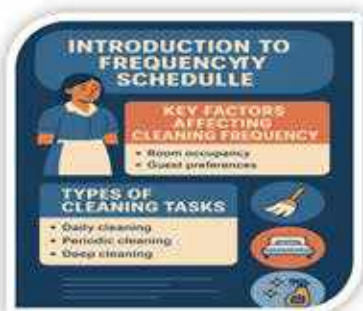 INTRODUCTION TO
FREQUENCYTY
SCHEDULLE
KEY FACTORS
AFFECTING
CLEANING FREQUENCY
• Room occupancy
• Guest preferences
TYPES OF
CLEANING TASKS
• Daily cleaning
• Periodic cleaning
• Deep cleaning